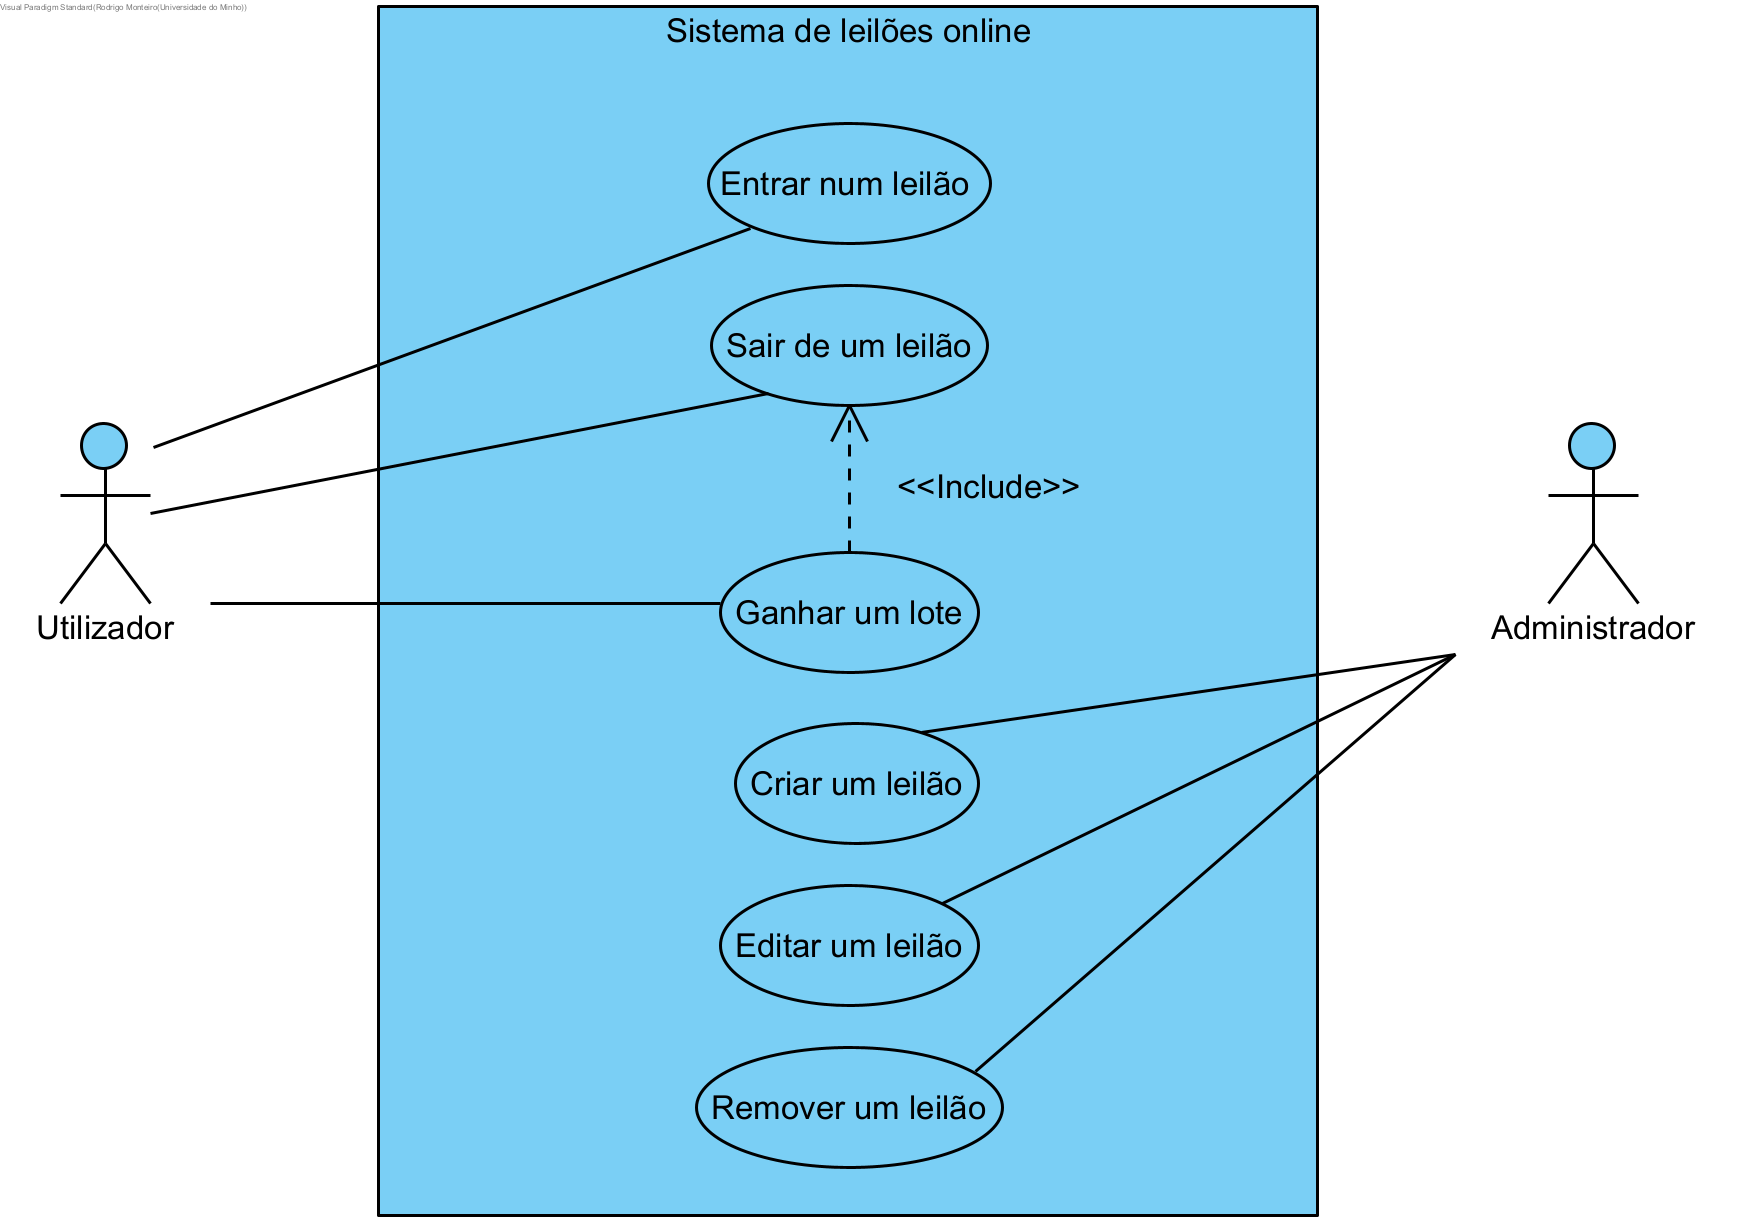 Visual Paradigm Standard(Rodrigo Monteiro(Universidade do Minho))
Sistema de leilões online
Entrar num leilão
Sair de um leilão
<<Include>>
Ganhar um lote
Utilizador
Administrador
Criar um leilão
Editar um leilão
Remover um leilão